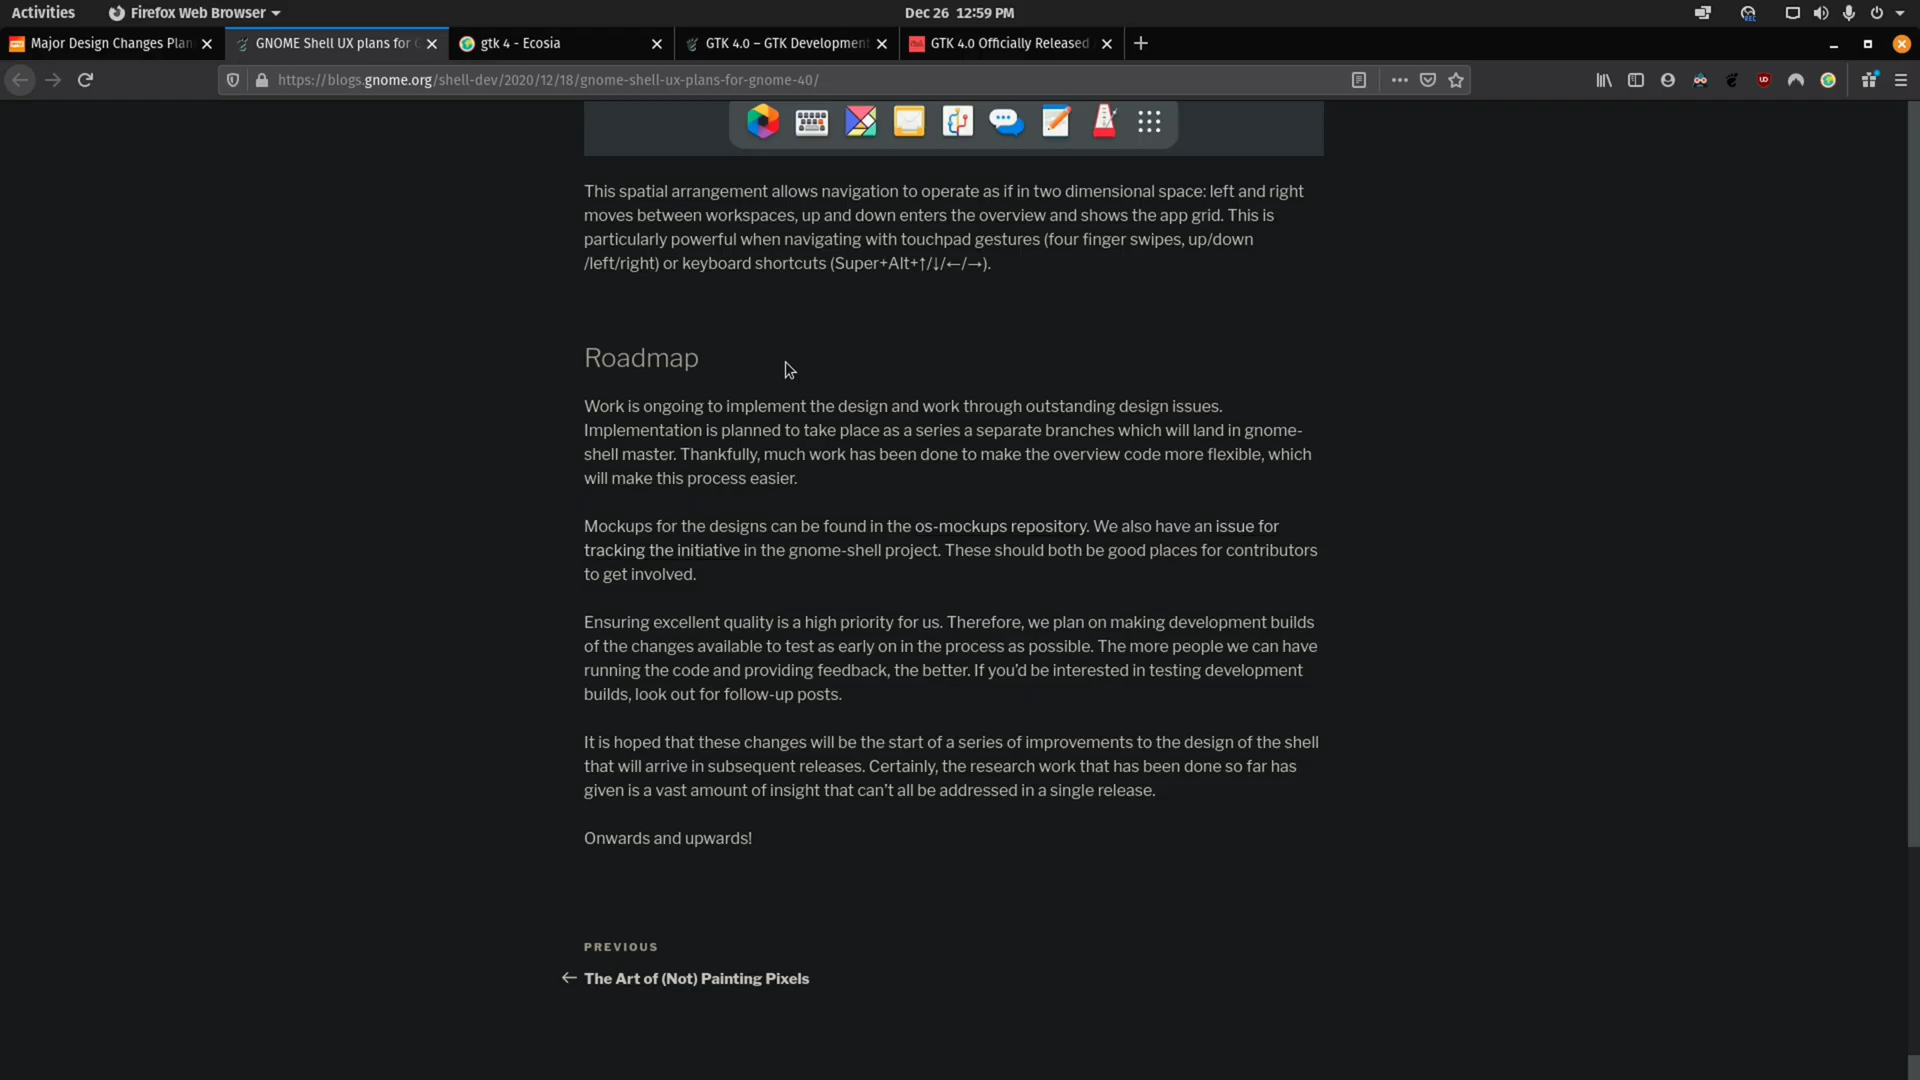 Activities Firefox Web Browser Dec 26 12:59 PM
Major Design Changes Plan GNOME Shell UX plans for G gtk 4 - Ecosia GTK 4.0 – GTK Development GTK 4.0 Officially Released
https://blogs.gnome.org/shell-dev/2020/12/18/gnome-shell-ux-plans-for-gnome-40/
This spatial arrangement allows navigation to operate as if in two dimensional space: left and right
moves between workspaces, up and down enters the overview and shows the app grid. This is
particularly powerful when navigating with touchpad gestures (four finger swipes, up/down
/left/right) or keyboard shortcuts (Super+Alt+↑/↓/←/→).
Roadmap
Work is ongoing to implement the design and work through outstanding design issues.
Implementation is planned to take place as a series a separate branches which will land in gnome-
shell master. Thankfully, much work has been done to make the overview code more flexible, which
will make this process easier.
Mockups for the designs can be found in the os-mockups repository. We also have an issue for
tracking the initiative in the gnome-shell project. These should both be good places for contributors
to get involved.
Ensuring excellent quality is a high priority for us. Therefore, we plan on making development builds
of the changes available to test as early on in the process as possible. The more people we can have
running the code and providing feedback, the better. If you'd be interested in testing development
builds, look out for follow-up posts.
It is hoped that these changes will be the start of a series of improvements to the design of the shell
that will arrive in subsequent releases. Certainly, the research work that has been done so far has
given is a vast amount of insight that can't all be addressed in a single release.
Onwards and upwards!
PREVIOUS
← The Art of (Not) Painting Pixels